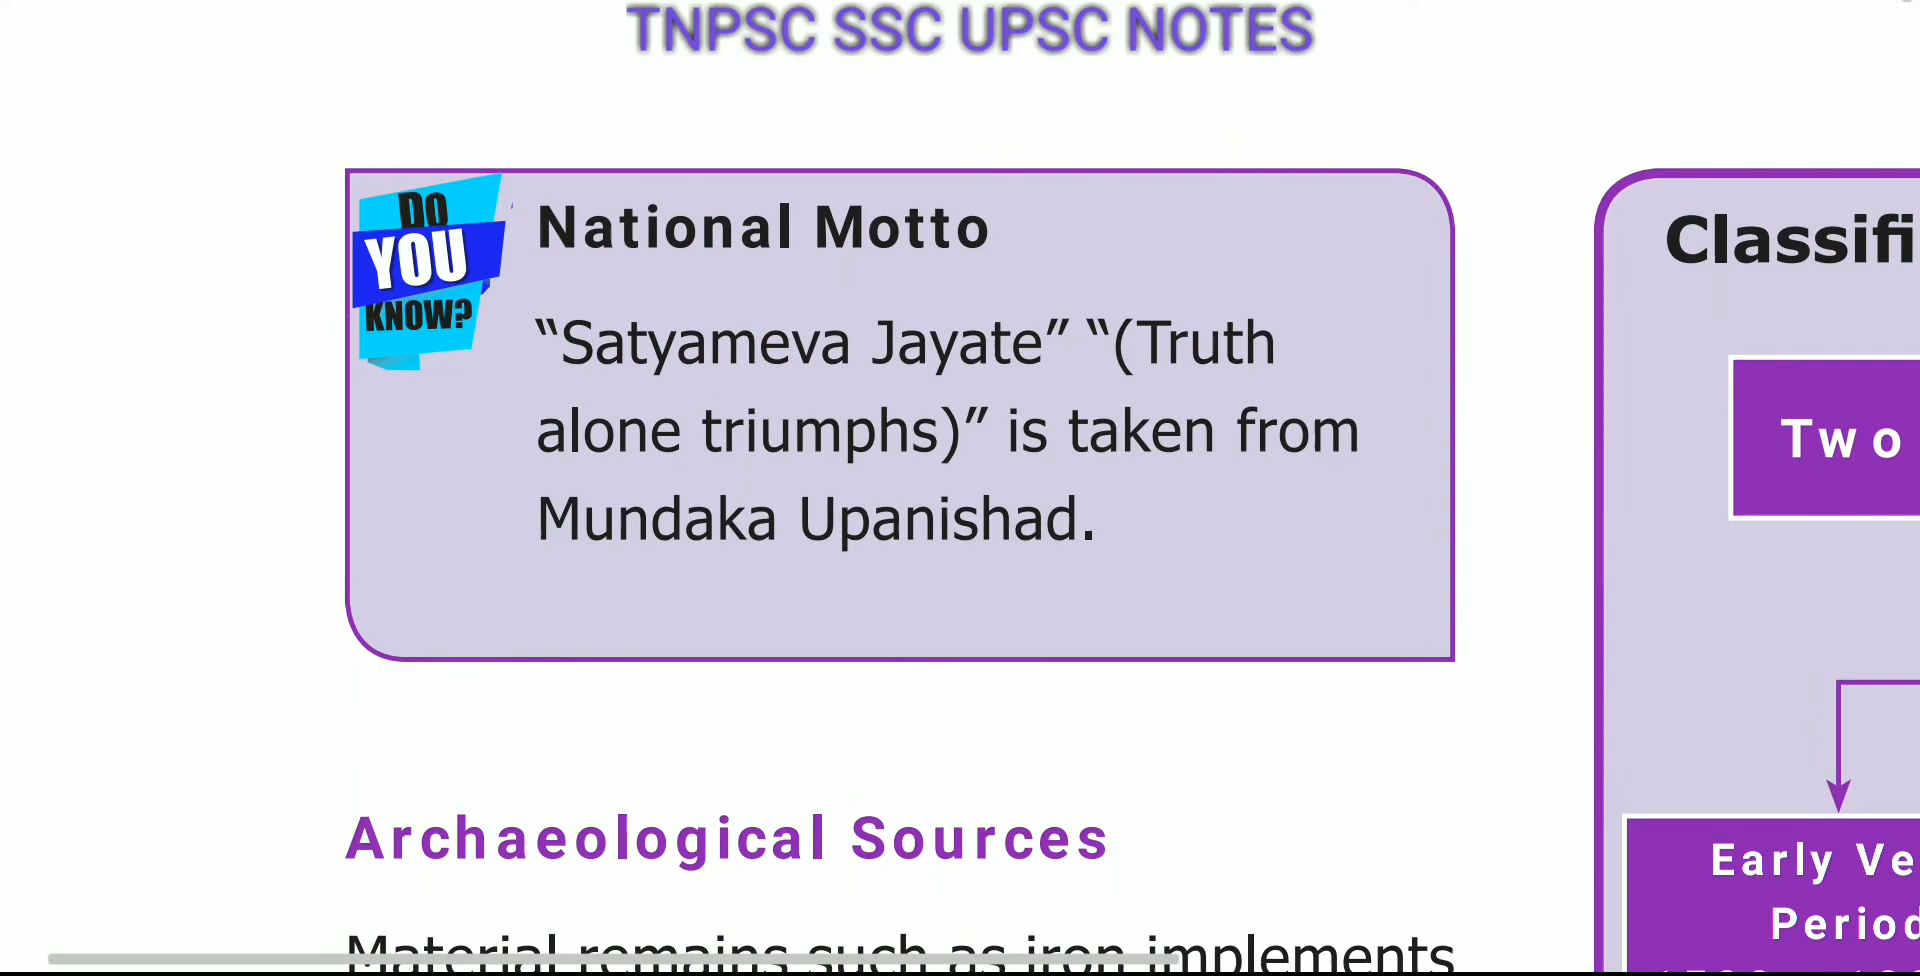 TNPSC SSC UPSC NOTES
DO
YOU
KNOW?
National Motto
“Satyameva Jayate” “(Truth
alone triumphs)” is taken from
Mundaka Upanishad.
Archaeological Sources
Material remains such as iron implements
Classifi
Two
Early Ve
Period